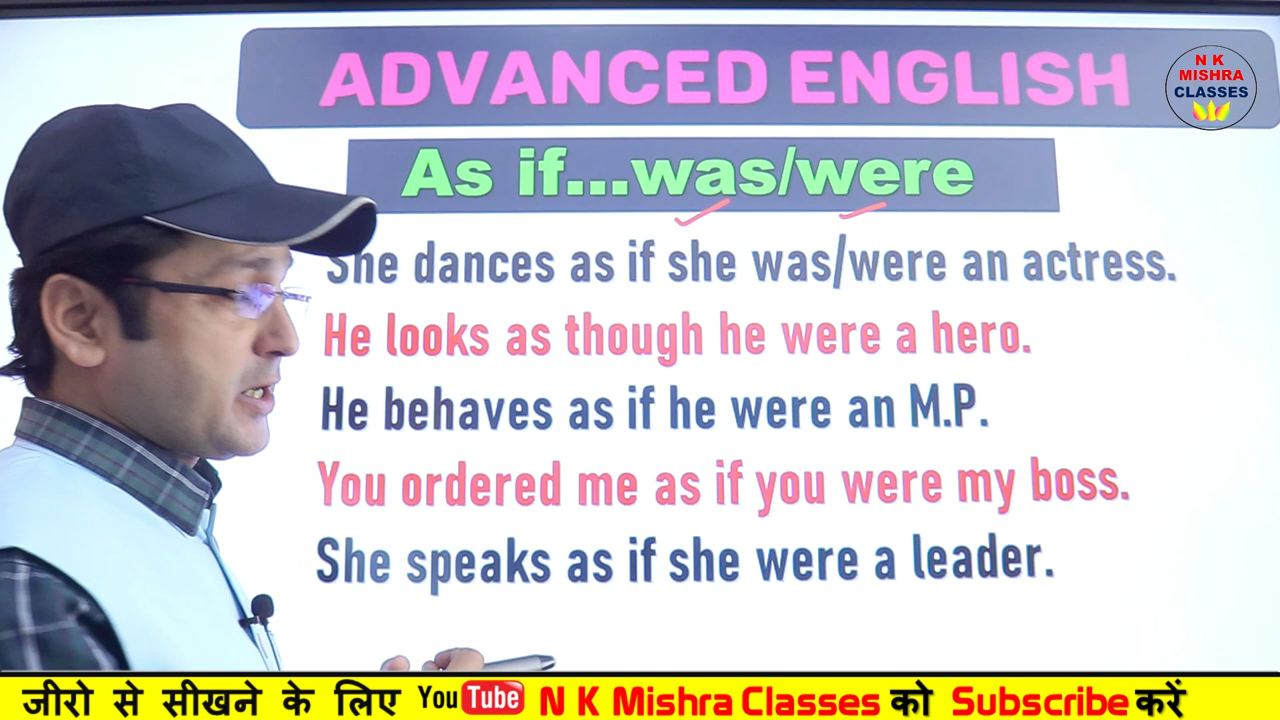 ADVANCED ENGLISH
N K
MISHRA
CLASSES
As if...was/were
She dances as if she was/were an actress.
He looks as though he were a hero.
He behaves as if he were an M.P.
You ordered me as if you were my boss.
She speaks as if she were a leader.
जीरो से सीखने के लिए YouTube N K Mishra Classes को Subscribe करें